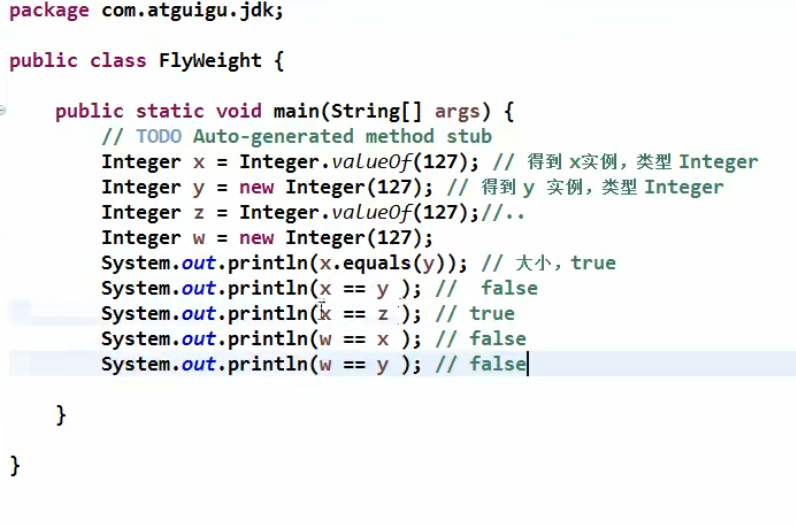 package com.atguigu.jdk;
public class FlyWeight {
public static void main(String[] args) {
// TODO Auto-generated method stub
Integer x = Integer.valueOf(127); // 得到 x实例，类型 Integer
Integer y = new Integer(127); // 得到 y 实例，类型 Integer
Integer z = Integer.valueOf(127);//..
Integer w = new Integer(127);
System.out.println(x.equals(y)); // 大小，true
System.out.println(x == y ); //  false
System.out.println(x == z ); // true
System.out.println(w == x ); // false
System.out.println(w == y ); // false
}
}